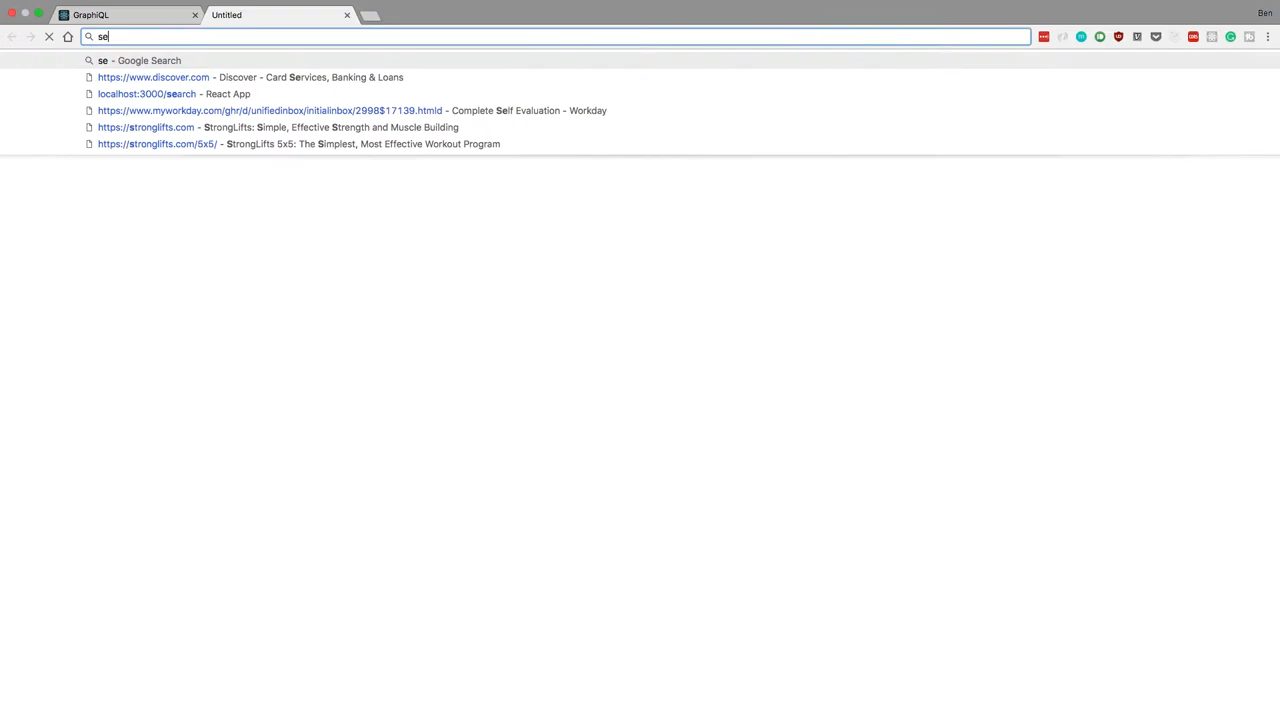 GraphiQL
Untitled
Ben
se
se - Google Search
https://www.discover.com - Discover - Card Services, Banking & Loans
localhost:3000/search - React App
https://www.myworkday.com/ghr/d/unifiedinbox/initialinbox/2998$17139.htmld - Complete Self Evaluation - Workday
https://stronglifts.com - StrongLifts: Simple, Effective Strength and Muscle Building
https://stronglifts.com/5x5/ - StrongLifts 5x5: The Simplest, Most Effective Workout Program